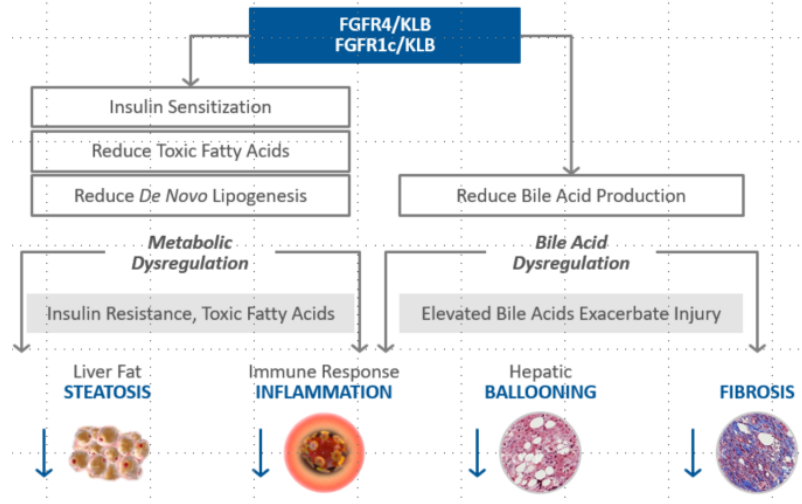 FGFR4/KLB
FGFR1c/KLB
Insulin Sensitization
Reduce Toxic Fatty Acids
Reduce De Novo Lipogenesis
Reduce Bile Acid Production
Metabolic
Dysregulation
Bile Acid
Dysregulation
Insulin Resistance, Toxic Fatty Acids
Elevated Bile Acids Exacerbate Injury
Liver Fat
STEATOSIS
Immune Response
INFLAMMATION
Hepatic
BALLOONING
FIBROSIS